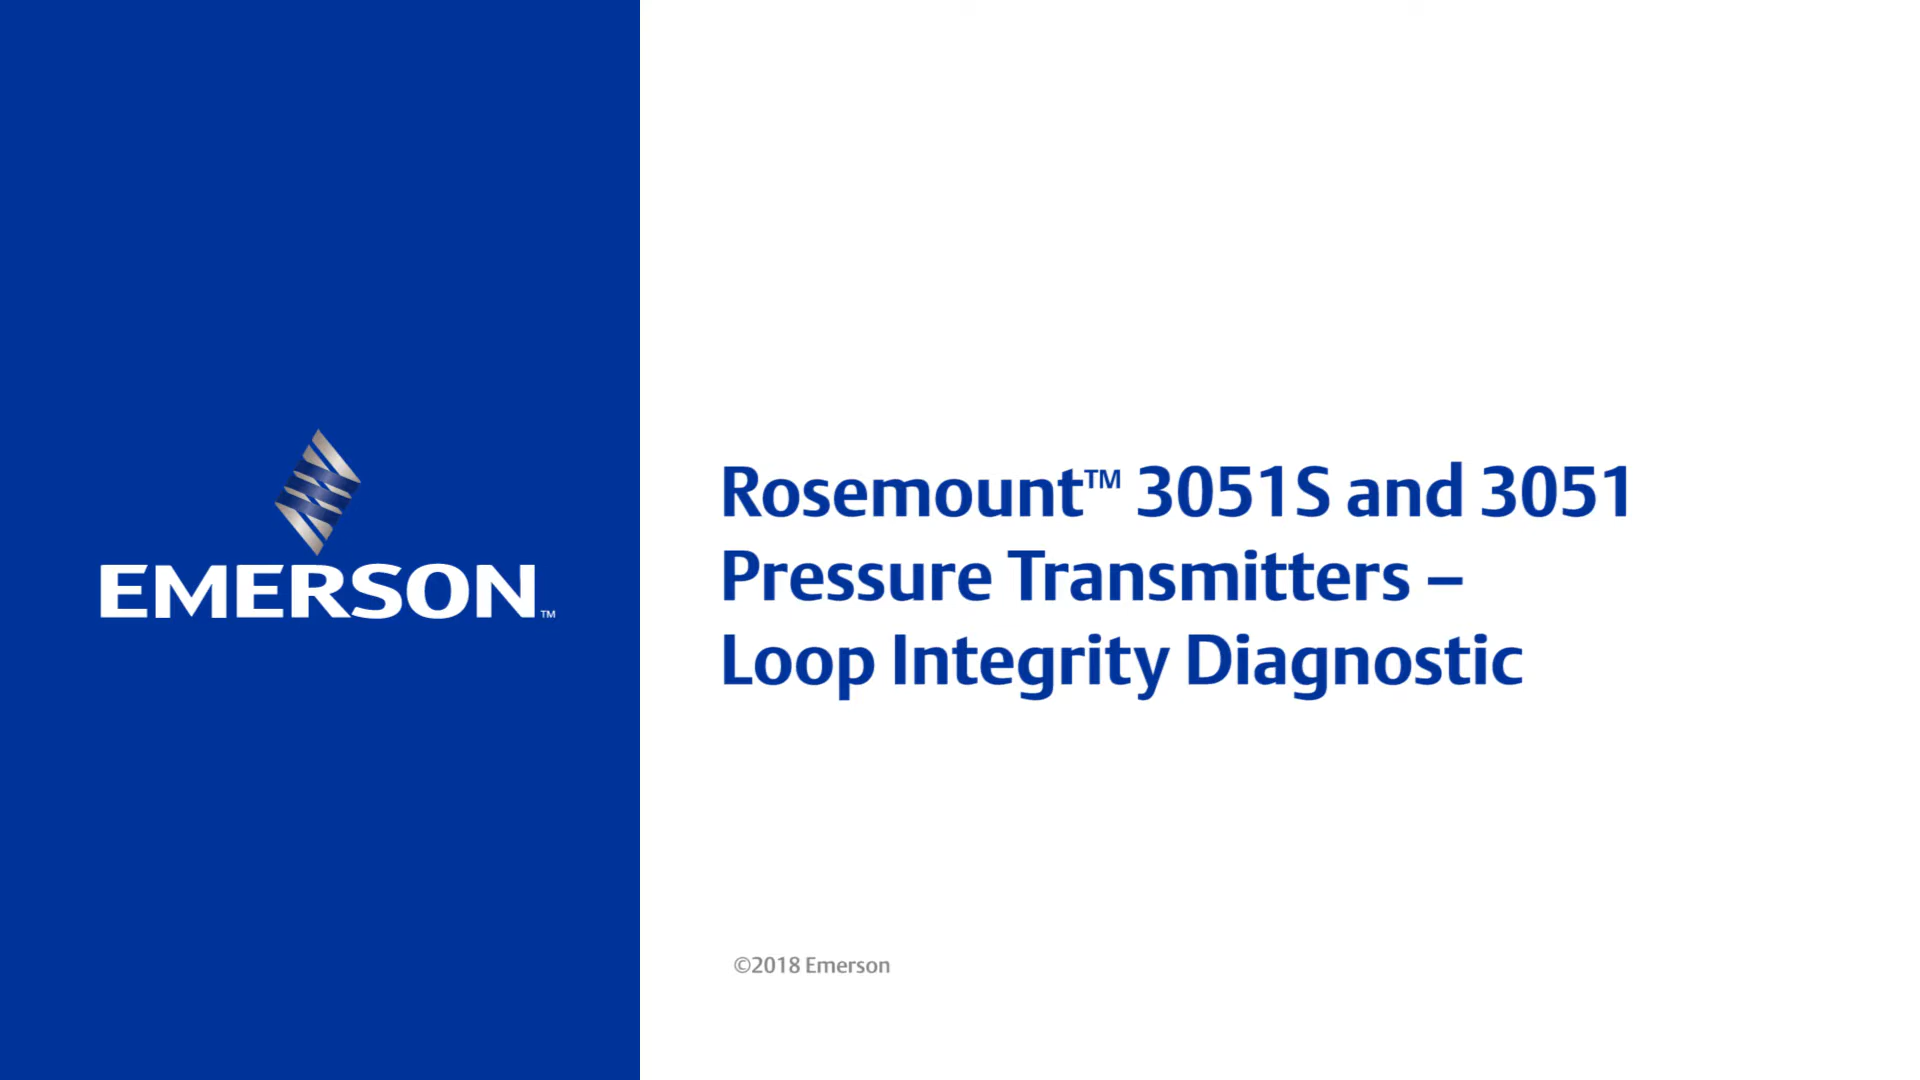 EMERSON™
Rosemount™ 3051S and 3051
Pressure Transmitters –
Loop Integrity Diagnostic
©2018 Emerson